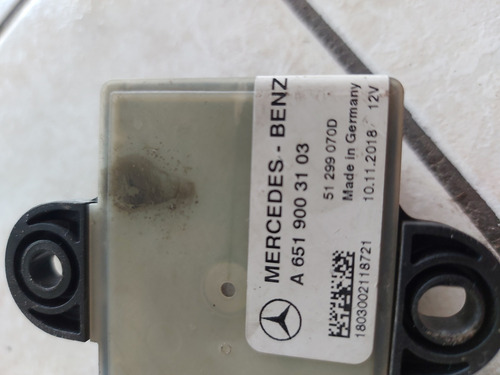 MERCEDES - BENZ
A 651 900 31 03
51 299 070D
Made in Germany
10.11.2018 12V
1803002118721